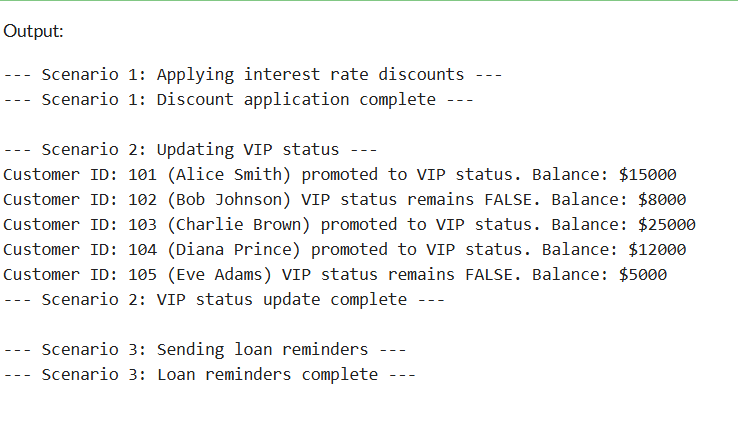 Output:
--- Scenario 1: Applying interest rate discounts ---
--- Scenario 1: Discount application complete ---
--- Scenario 2: Updating VIP status ---
Customer ID: 101 (Alice Smith) promoted to VIP status. Balance: $15000
Customer ID: 102 (Bob Johnson) VIP status remains FALSE. Balance: $8000
Customer ID: 103 (Charlie Brown) promoted to VIP status. Balance: $25000
Customer ID: 104 (Diana Prince) promoted to VIP status. Balance: $12000
Customer ID: 105 (Eve Adams) VIP status remains FALSE. Balance: $5000
--- Scenario 2: VIP status update complete ---
--- Scenario 3: Sending loan reminders ---
--- Scenario 3: Loan reminders complete ---